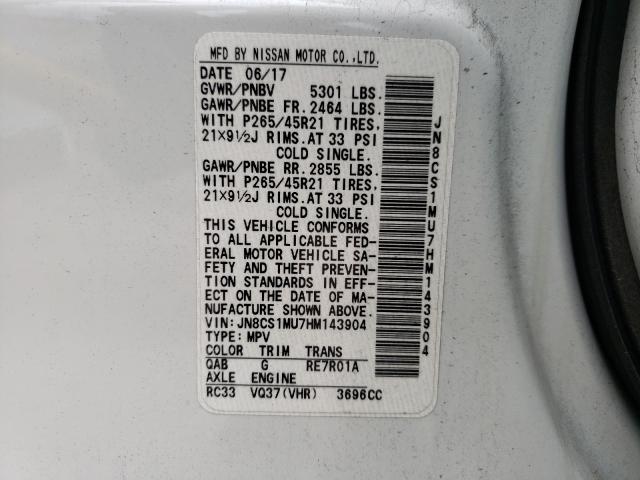 MFD BY NISSAN MOTOR CO.,LTD.
DATE 06/17
GVWR/PNBV 5301 LBS.
GAWR/PNBE FR. 2464 LBS.
WITH P265/45R21 TIRES,
21×9½J RIMS.AT 33 PSI
COLD SINGLE.
GAWR/PNBE RR. 2855 LBS.
WITH P265/45R21 TIRES,
21×9½J RIMS.AT 33 PSI
COLD SINGLE.
THIS VEHICLE CONFORMS
TO ALL APPLICABLE FED-
ERAL MOTOR VEHICLE SA-
FETY AND THEFT PREVEN-
TION STANDARDS IN EFF-
ECT ON THE DATE OF MA-
NUFACTURE SHOWN ABOVE.
VIN:JN8CS1MU7HM143904
TYPE:MPV
COLOR TRIM TRANS
QAB G RE7R01A
AXLE ENGINE
RC33 VQ37(VHR) 3696CC
JN8CS1MU7HM143904